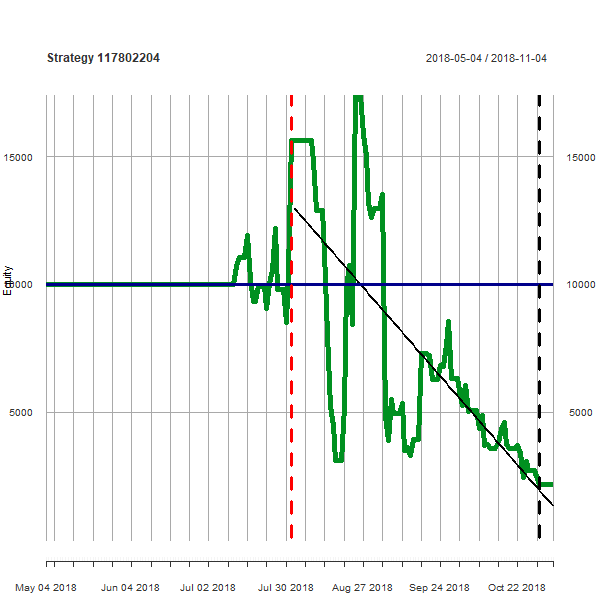 Strategy 117802204
2018-05-04 / 2018-11-04
15000
15000
Equity
10000
10000
5000
5000
May 04 2018
Jun 04 2018
Jul 02 2018
Jul 30 2018
Aug 27 2018
Sep 24 2018
Oct 22 2018